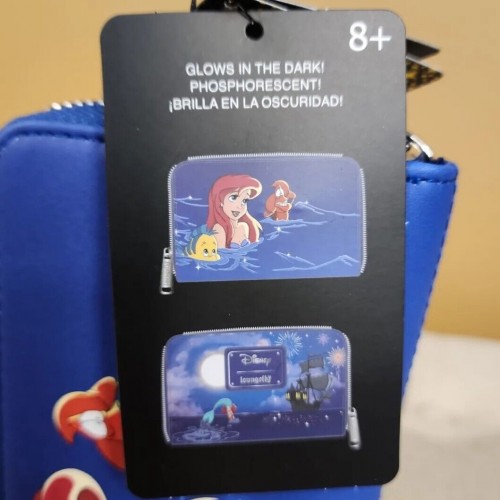 8+
GLOWS IN THE DARK!
PHOSPHORESCENT!
¡BRILLA EN LA OSCURIDAD!
Disney
loungefly